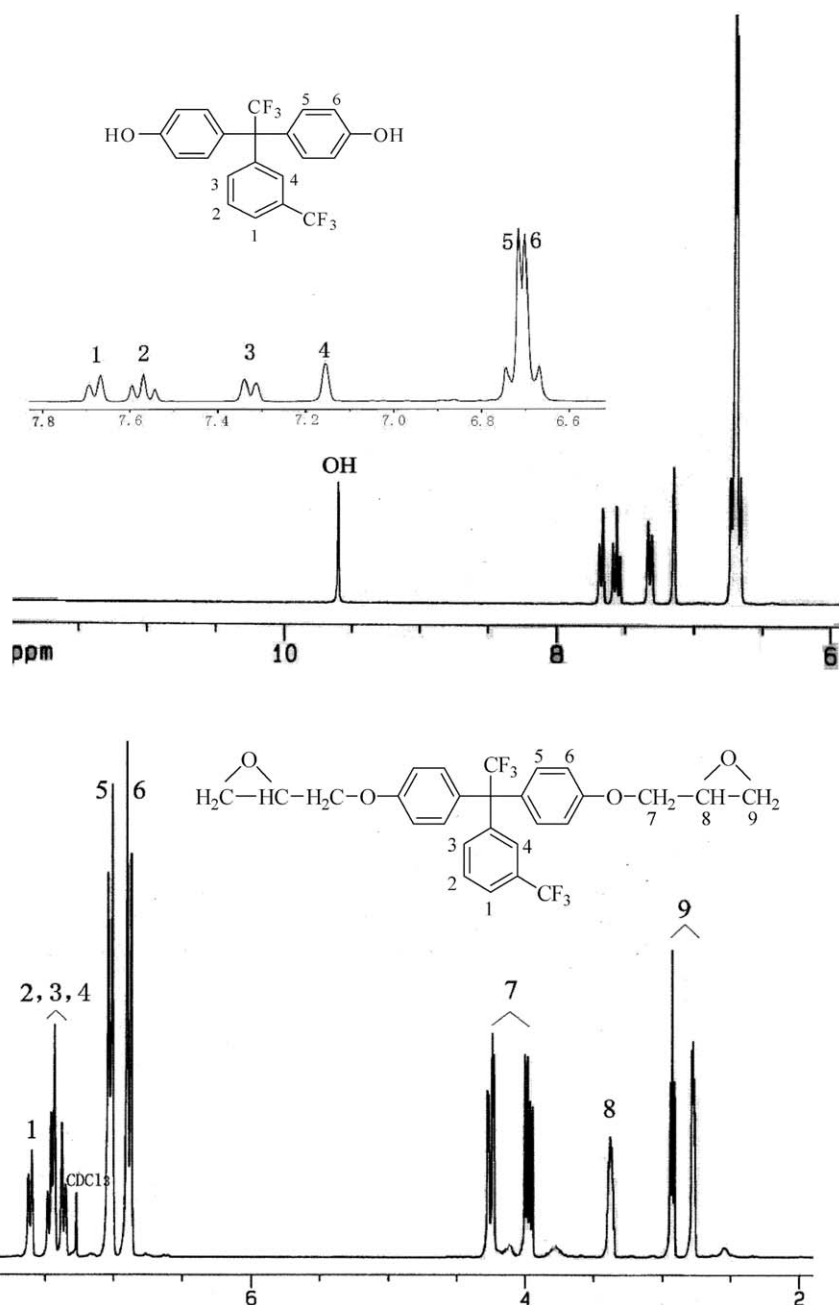 CF₃ 5 6
HO OH
3 4
2 CF₃
1
5 6
1 2 3 4
7.8 7.6 7.4 7.2 7.0 6.8 6.6
OH
ppm 10 8 6
5 6
O CF₃ 5 6 O
H₂C—CH—H₂C—O O—CH₂—CH—CH₂
7 8 9
3 4
2 CF₃
1
9
2, 3, 4
7
1
8
CDCl₃
6 4 2